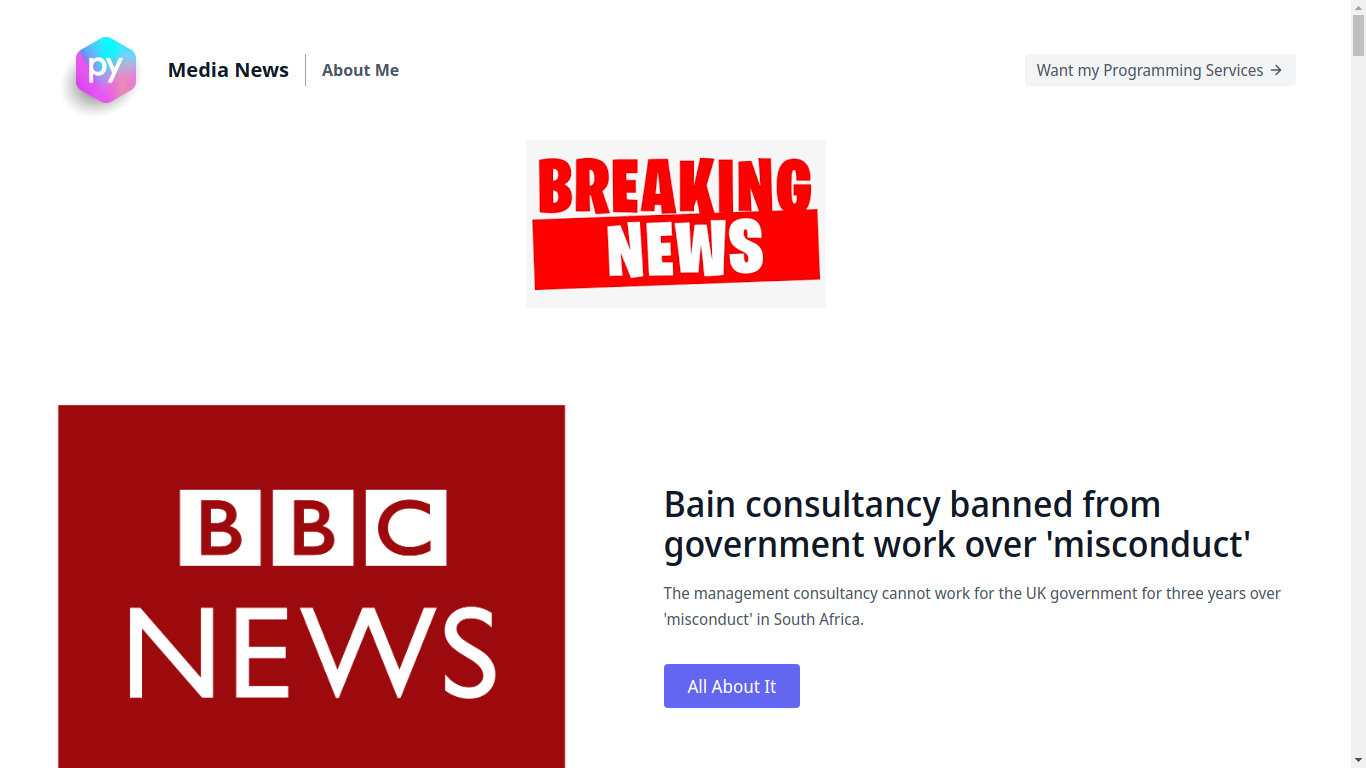 py
Media News
About Me
Want my Programming Services →
BREAKING
NEWS
BBC
NEWS
Bain consultancy banned from
government work over 'misconduct'
The management consultancy cannot work for the UK government for three years over
'misconduct' in South Africa.
All About It